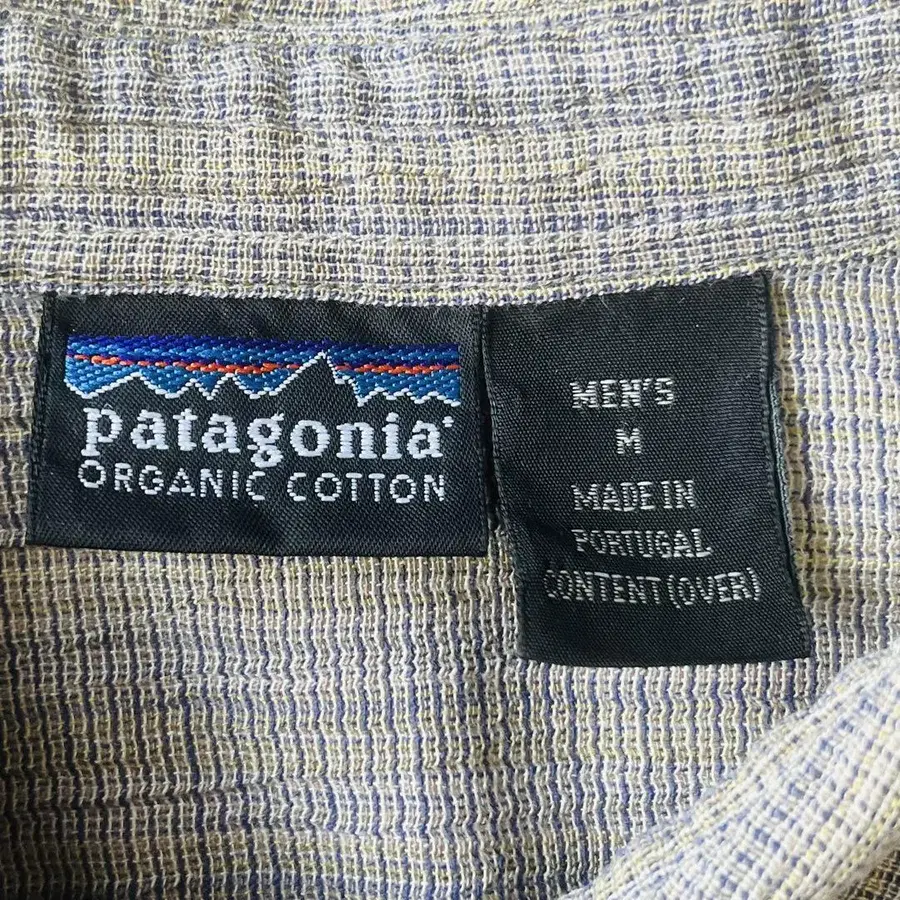 patagonia
ORGANIC COTTON
MEN'S
M
MADE IN
PORTUGAL
CONTENT(OVER)